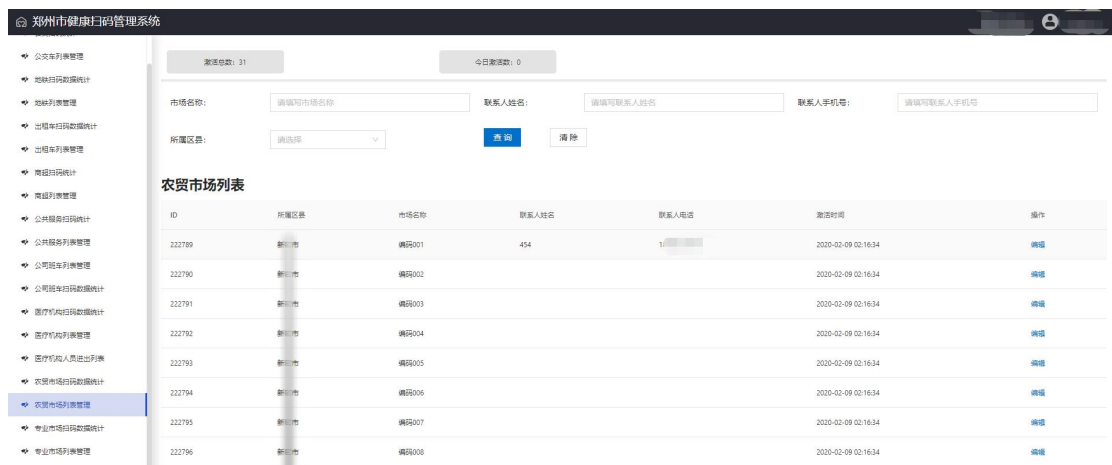 郑州市健康扫码管理系统
公交车列表管理
地铁扫码数据统计
地铁列表管理
出租车扫码数据统计
出租车列表管理
商超扫码统计
商超列表管理
公共服务扫码统计
公共服务列表管理
公司班车列表管理
公司班车扫码数据统计
医疗机构扫码数据统计
医疗机构列表管理
医疗机构人员进出列表
农贸市场扫码数据统计
农贸市场列表管理
专业市场扫码数据统计
专业市场列表管理
激活总数: 31 今日激活数: 0
市场名称: 请填写市场名称 联系人姓名: 请填写联系人姓名 联系人手机号: 请填写联系人手机号
所属区县: 请选择 查询 清除
农贸市场列表
ID 所属区县 市场名称 联系人姓名 联系人电话 激活时间 操作
222789 新 市 编码001 454 1 2020-02-09 02:16:34 编辑
222790 新 市 编码002 2020-02-09 02:16:34 编辑
222791 新 市 编码003 2020-02-09 02:16:34 编辑
222792 新 市 编码004 2020-02-09 02:16:34 编辑
222793 新 市 编码005 2020-02-09 02:16:34 编辑
222794 新 市 编码006 2020-02-09 02:16:34 编辑
222795 新 市 编码007 2020-02-09 02:16:34 编辑
222796 新 市 编码008 2020-02-09 02:16:34 编辑